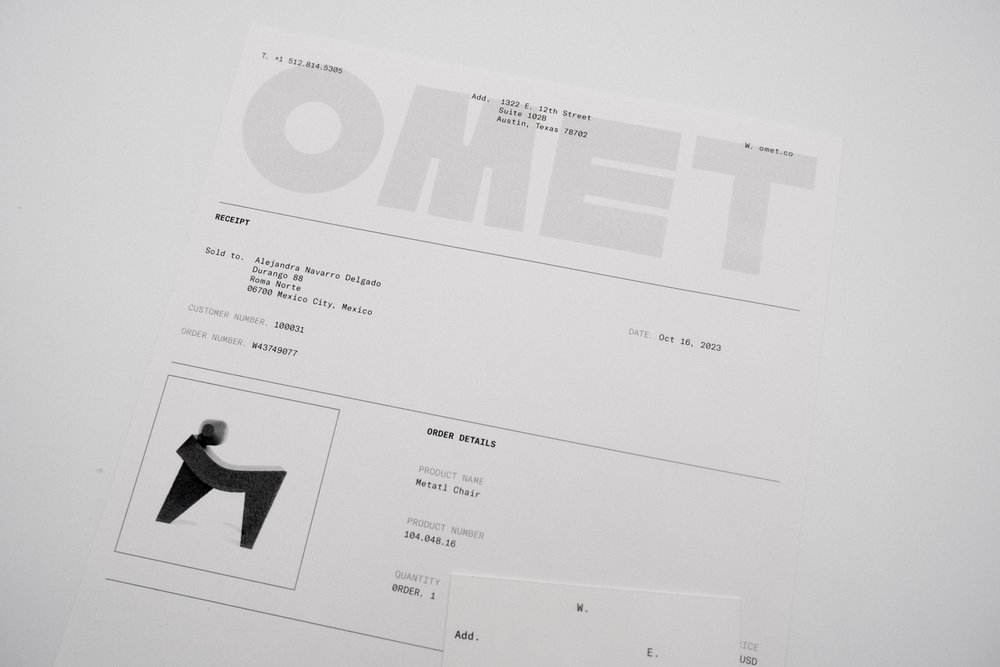 T. +1 512.814.5305
OMET
Add. 1322 E. 12th Street
Suite 102B
Austin, Texas 78702
W. omet.co
RECEIPT
Sold to. Alejandra Navarro Delgado
Durango 88
Roma Norte
06700 Mexico City, Mexico
CUSTOMER NUMBER. 100031
DATE. Oct 16, 2023
ORDER NUMBER. W43749077
ORDER DETAILS
PRODUCT NAME
Metatl Chair
PRODUCT NUMBER
104.048.16
QUANTITY
ØRDER. 1
ICE
USD
W.
Add.
E.